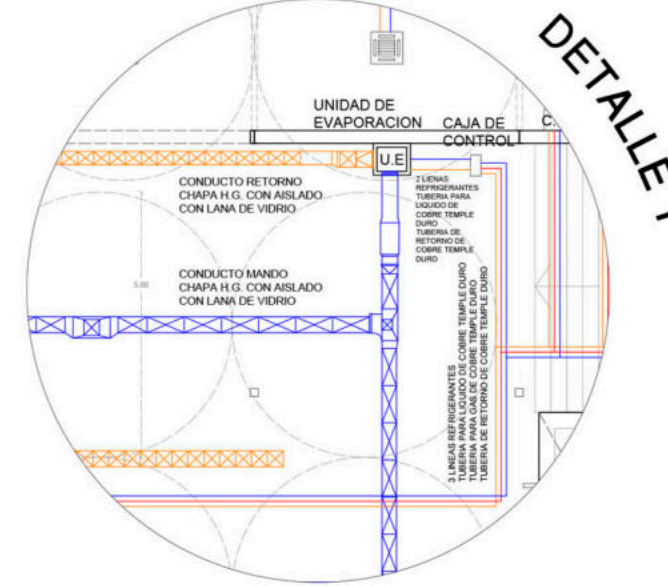 DETALLE 1
UNIDAD DE
EVAPORACION
CAJA DE
CONTROL
C.
U.E
CONDUCTO RETORNO
CHAPA H.G. CON AISLADO
CON LANA DE VIDRIO
2 LIENAS
REFRIGERANTES
TUBERIA PARA
LIQUIDO DE
COBRE TEMPLE
DURO
TUBERIA DE
RETORNO DE
COBRE TEMPLE
DURO
CONDUCTO MANDO
CHAPA H.G. CON AISLADO
CON LANA DE VIDRIO
5.00
3 LINEAS REFRIGERANTES
TUBERIA PARA LIQUIDO DE COBRE TEMPLE DURO
TUBERIA PARA GAS DE COBRE TEMPLE DURO
TUBERIA DE RETORNO DE COBRE TEMPLE DURO